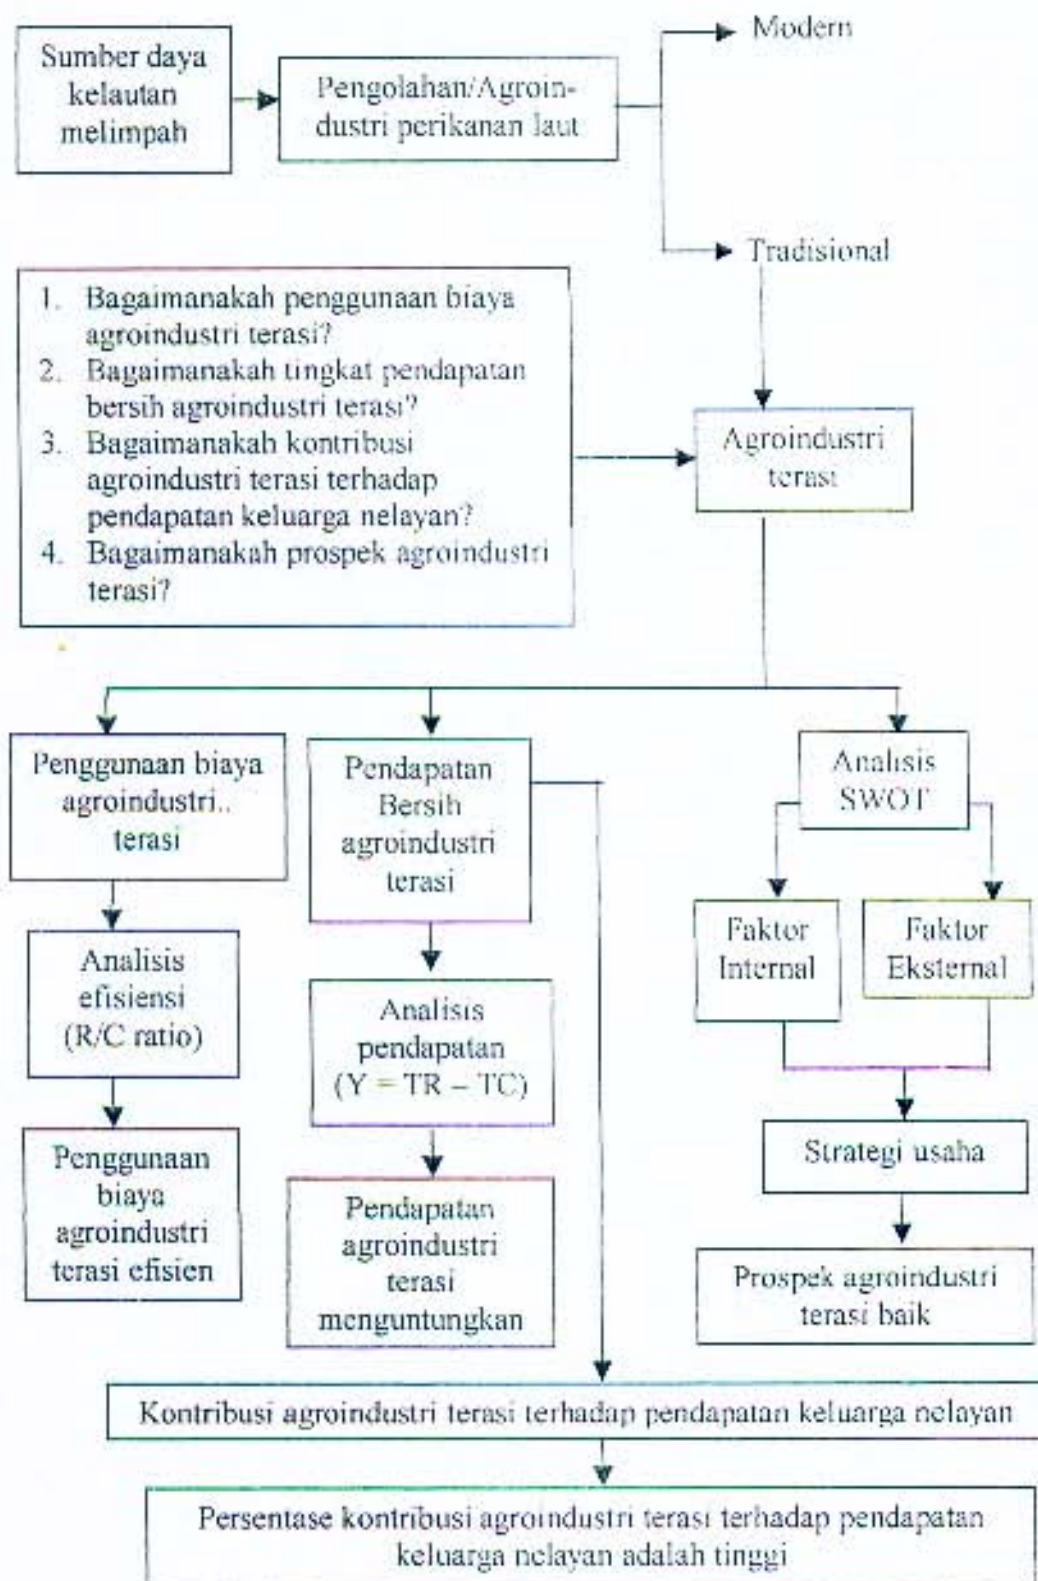 Sumber daya
kelautan
melimpah
Pengolahan/Agroin-
dustri perikanan laut
Modern
Tradisional
1. Bagaimanakah penggunaan biaya
agroindustri terasi?
2. Bagaimanakah tingkat pendapatan
bersih agroindustri terasi?
3. Bagaimanakah kontribusi
agroindustri terasi terhadap
pendapatan keluarga nelayan?
4. Bagaimanakah prospek agroindustri
terasi?
Agroindustri
terasi
Penggunaan biaya
agroindustri..
terasi
Analisis
efisiensi
(R/C ratio)
Penggunaan
biaya
agroindustri
terasi efisien
Pendapatan
Bersih
agroindustri
terasi
Analisis
pendapatan
(Y = TR – TC)
Pendapatan
agroindustri
terasi
menguntungkan
Analisis
SWOT
Faktor
Internal
Faktor
Eksternal
Strategi usaha
Prospek agroindustri
terasi baik
Kontribusi agroindustri terasi terhadap pendapatan keluarga nelayan
Persentase kontribusi agroindustri terasi terhadap pendapatan
keluarga nelayan adalah tinggi